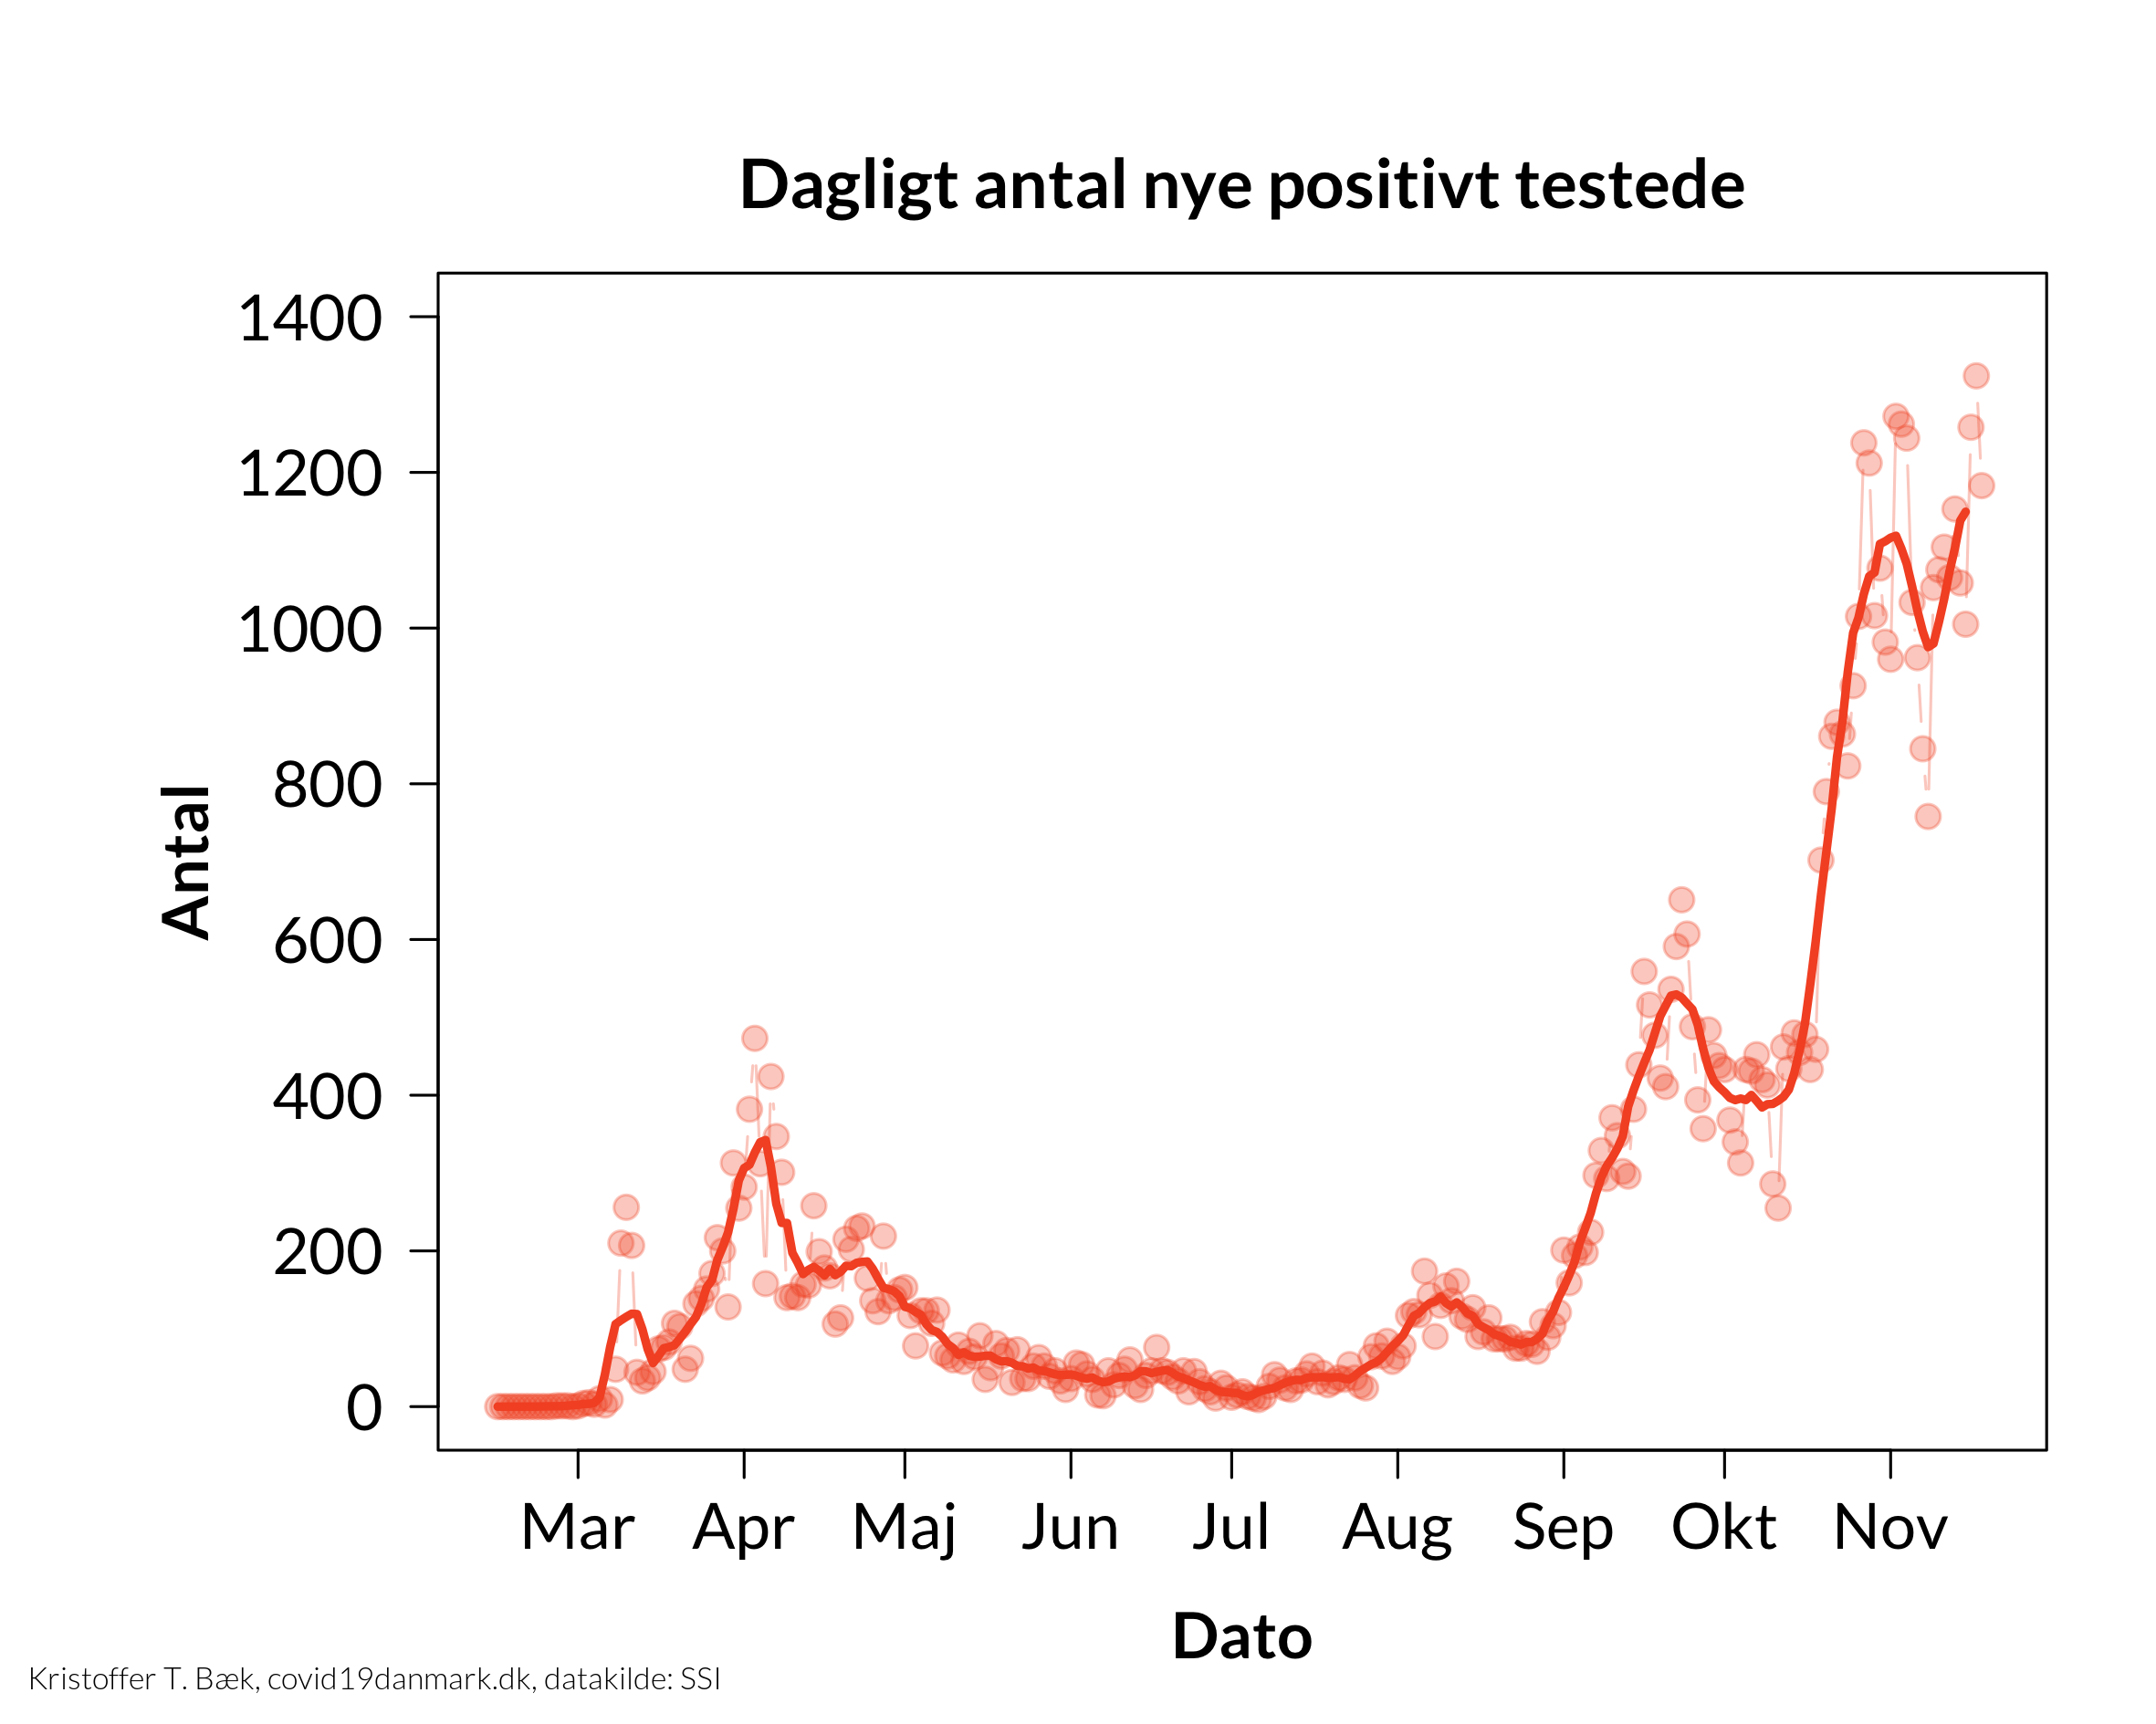 Dagligt antal nye positivt testede
1400
1200
1000
800
600
400
200
0
Antal
Mar Apr Maj Jun Jul Aug Sep Okt Nov
Dato
Kristoffer T. Bæk, covid19danmark.dk, datakilde: SSI